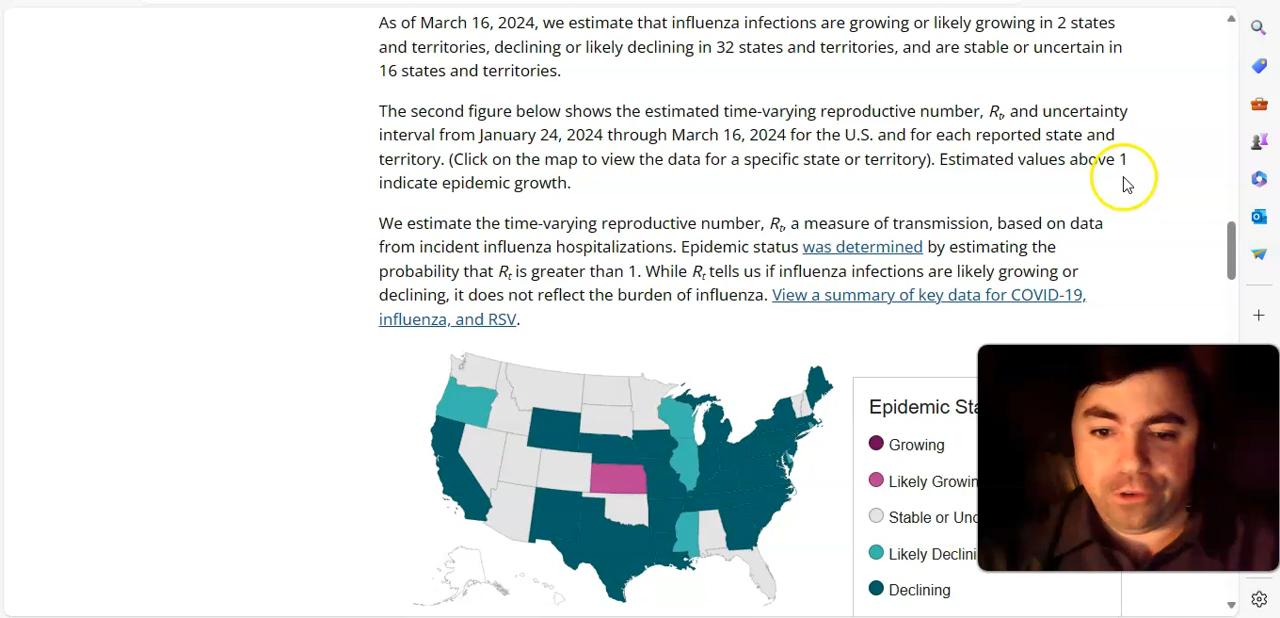 As of March 16, 2024, we estimate that influenza infections are growing or likely growing in 2 states
and territories, declining or likely declining in 32 states and territories, and are stable or uncertain in
16 states and territories.
The second figure below shows the estimated time-varying reproductive number, Rt, and uncertainty
interval from January 24, 2024 through March 16, 2024 for the U.S. and for each reported state and
territory. (Click on the map to view the data for a specific state or territory). Estimated values above 1
indicate epidemic growth.
We estimate the time-varying reproductive number, Rt, a measure of transmission, based on data
from incident influenza hospitalizations. Epidemic status was determined by estimating the
probability that Rt is greater than 1. While Rt tells us if influenza infections are likely growing or
declining, it does not reflect the burden of influenza. View a summary of key data for COVID-19,
influenza, and RSV.
Epidemic Sta
Growing
Likely Growin
Stable or Unc
Likely Declini
Declining